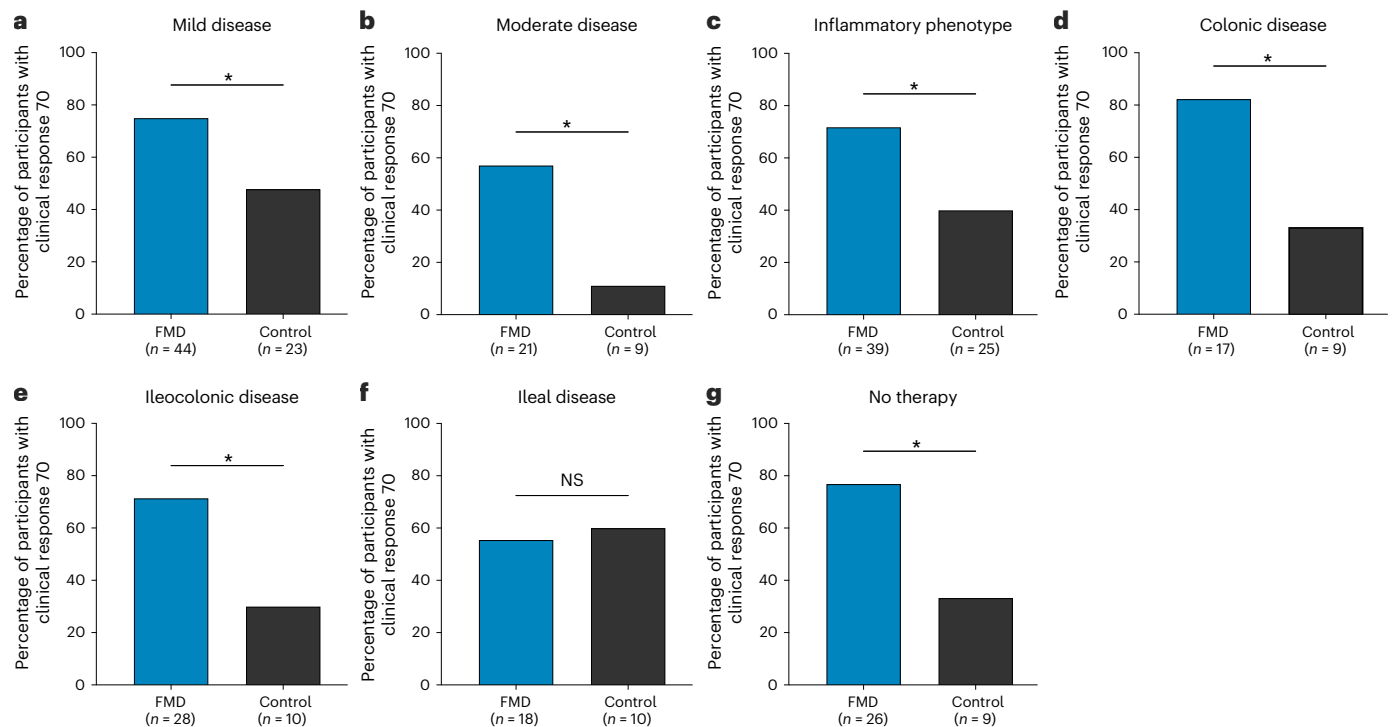 a
Mild disease
Percentage of participants with
clinical response 70
100
80
60
40
20
0
*
FMD
(n = 44)
Control
(n = 23)
b
Moderate disease
Percentage of participants with
clinical response 70
100
80
60
40
20
0
*
FMD
(n = 21)
Control
(n = 9)
c
Inflammatory phenotype
Percentage of participants with
clinical response 70
100
80
60
40
20
0
*
FMD
(n = 39)
Control
(n = 25)
d
Colonic disease
Percentage of participants with
clinical response 70
100
80
60
40
20
0
*
FMD
(n = 17)
Control
(n = 9)
e
Ileocolonic disease
Percentage of participants with
clinical response 70
100
80
60
40
20
0
*
FMD
(n = 28)
Control
(n = 10)
f
Ileal disease
Percentage of participants with
clinical response 70
100
80
60
40
20
0
NS
FMD
(n = 18)
Control
(n = 10)
g
No therapy
Percentage of participants with
clinical response 70
100
80
60
40
20
0
*
FMD
(n = 26)
Control
(n = 9)